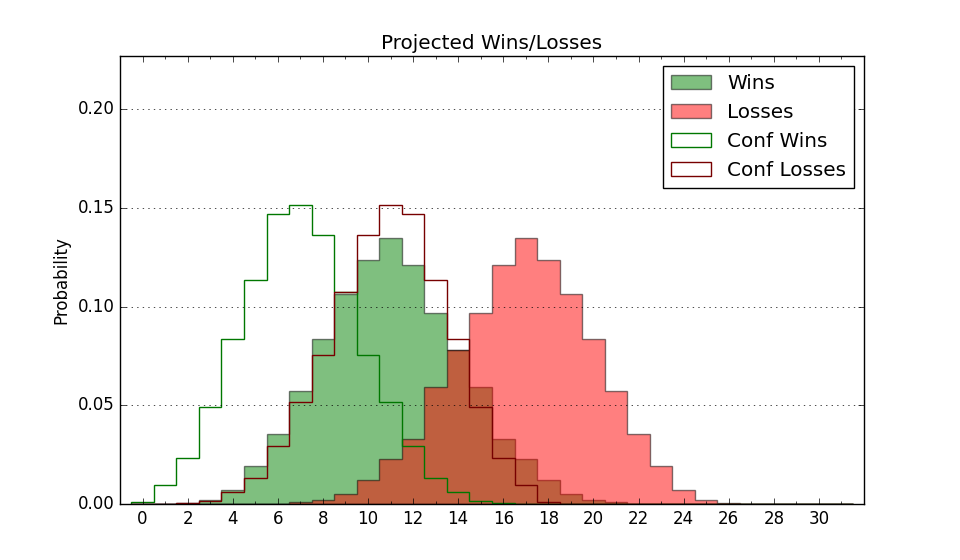 Projected Wins/Losses
Wins
Losses
Conf Wins
Conf Losses
Probability
0.20
0.15
0.10
0.05
0.00
0 2 4 6 8 10 12 14 16 18 20 22 24 26 28 30